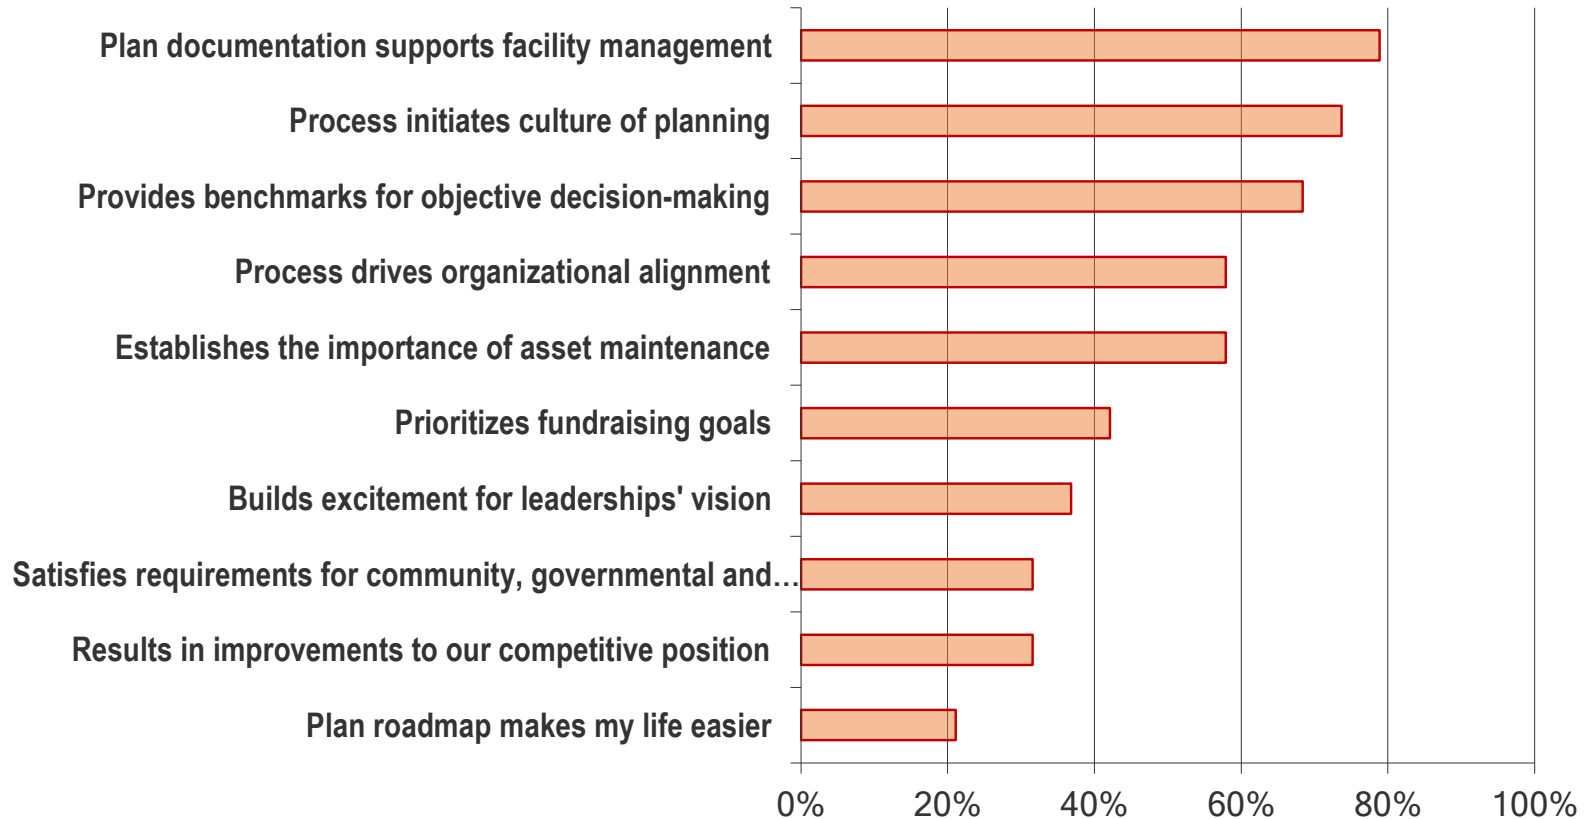 Plan documentation supports facility management
Process initiates culture of planning
Provides benchmarks for objective decision-making
Process drives organizational alignment
Establishes the importance of asset maintenance
Prioritizes fundraising goals
Builds excitement for leaderships' vision
Satisfies requirements for community, governmental and…
Results in improvements to our competitive position
Plan roadmap makes my life easier
0% 20% 40% 60% 80% 100%